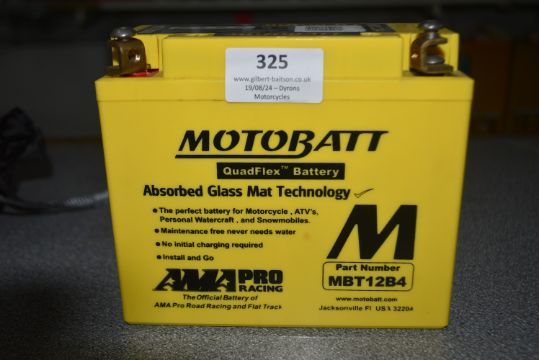 325
www.gilbert-baitson.co.uk
19/08/24 – Dyrons
Motorcycles
MOTOBATT
QuadFlex™ Battery
Absorbed Glass Mat Technology
• The perfect battery for Motorcycle , ATV's,
Personal Watercraft , and Snowmobiles.
• Maintenance free never needs water
• No initial charging required
• Install and Go
M
Part Number
MBT12B4
AMA PRO
RACING
The Official Battery of
AMA Pro Road Racing and Flat Track
www.motobatt.com
Jacksonville Fl USA 32204